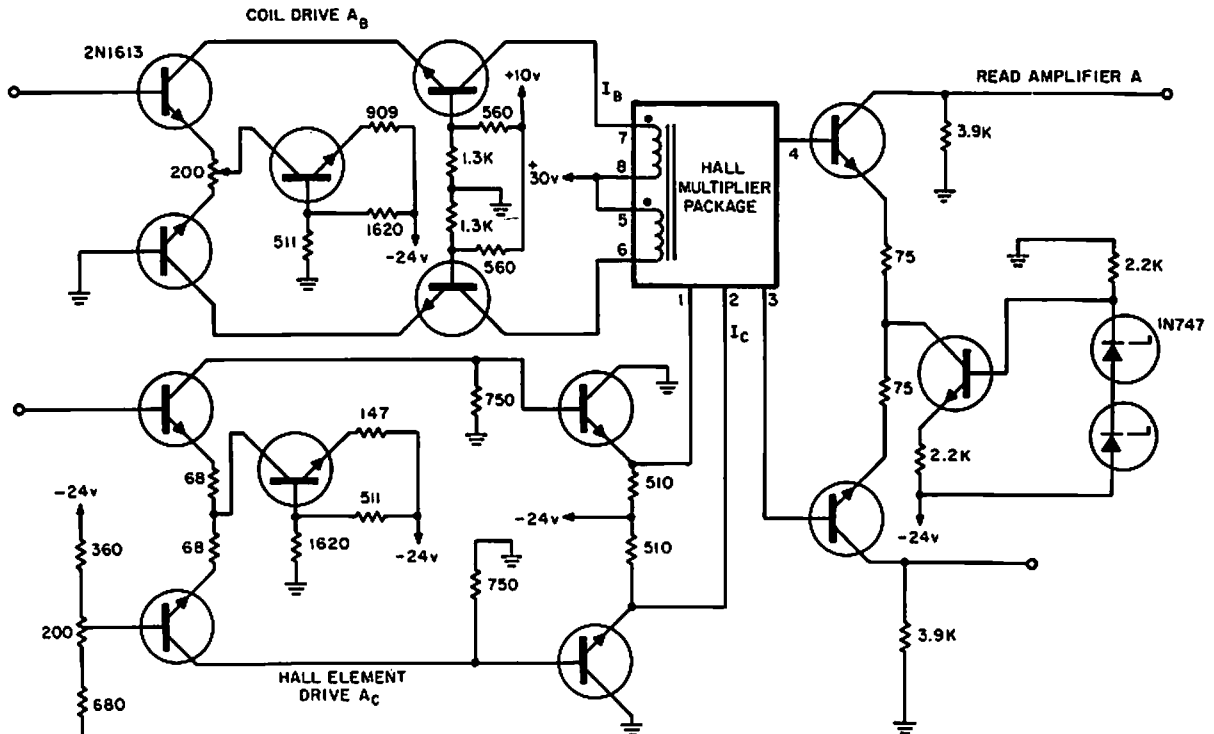 COIL DRIVE A_B
2N1613
READ AMPLIFIER A
+10v
I_B
909
560
3.9K
7
4
1.3K
200
+
30v
8
HALL
MULTIPLIER
PACKAGE
5
1.3K
1620
511
-24v
560
6
75
2.2K
1
2
3
I_C
1N747
750
147
75
68
510
2.2K
-24v
511
-24v
-24v
360
68
1620
-24v
510
750
200
3.9K
HALL ELEMENT
DRIVE A_C
680